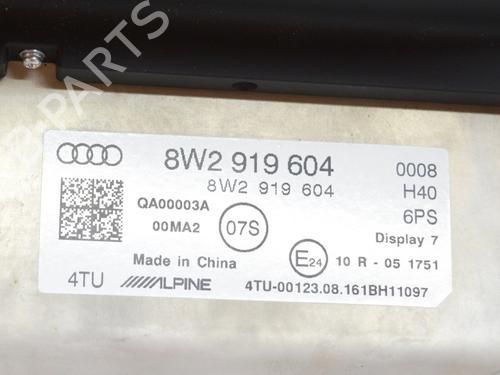 B-PARTS
8W2 919 604 0008
8W2 919 604 H40
QA00003A 6PS
00MA2 07S Display 7
Made in China E24 10 R - 05 1751
4TU ALPINE 4TU-00123.08.161BH11097